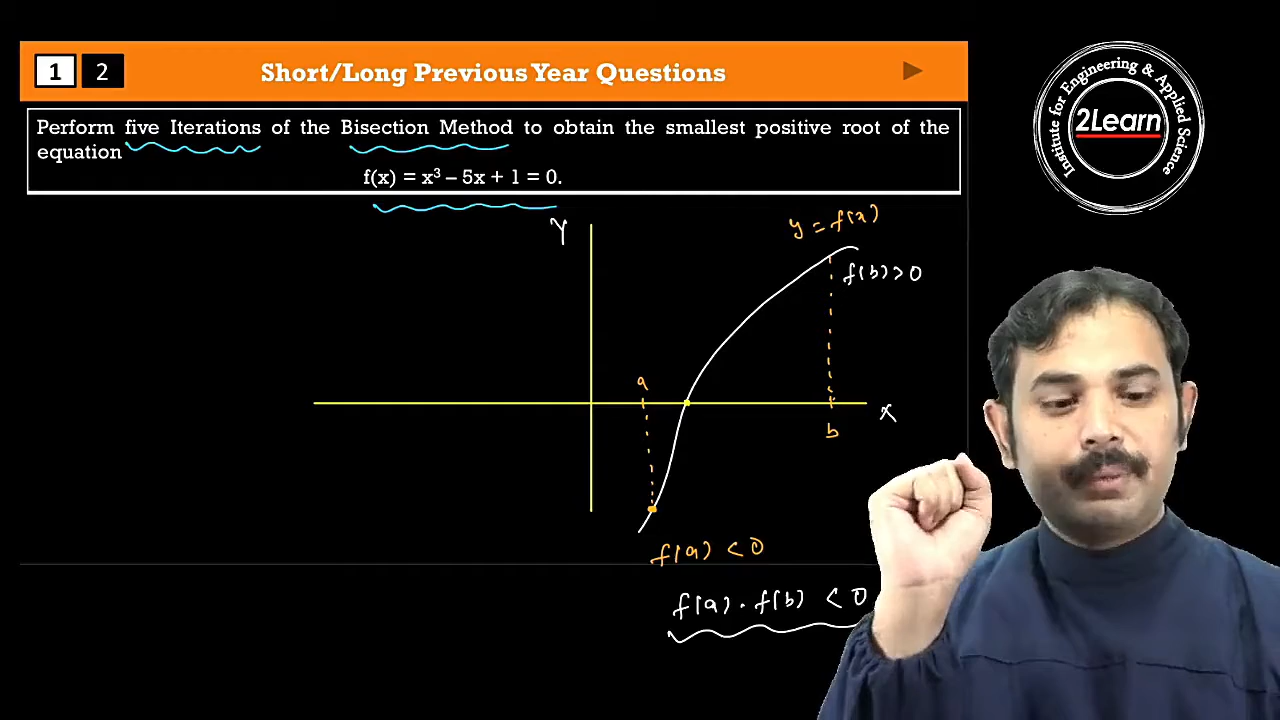 1 2 Short/Long Previous Year Questions
Perform five Iterations of the Bisection Method to obtain the smallest positive root of the
equation
f(x) = x³ – 5x + 1 = 0.
Y
y = f(x)
f(b) > 0
a
X
b
f(a) < 0
f(a) . f(b) < 0
Institute for Engineering & Applied Science
2Learn